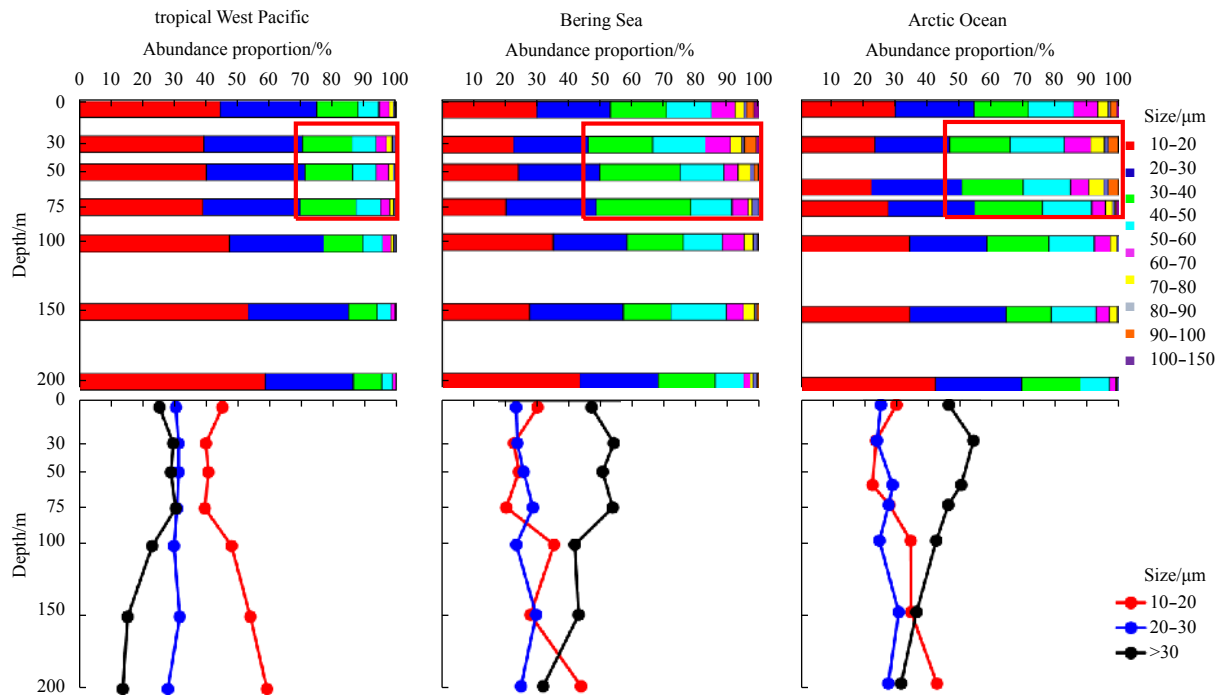 tropical West Pacific
Bering Sea
Arctic Ocean
Abundance proportion/%
Abundance proportion/%
Abundance proportion/%
0 10 20 30 40 50 60 70 80 90 100
10 20 30 40 50 60 70 80 90 100
10 20 30 40 50 60 70 80 90 100
Depth/m
0
30
50
75
100
150
200
Size/μm
10-20
20-30
30-40
40-50
50-60
60-70
70-80
80-90
90-100
100-150
Depth/m
0
30
50
75
100
150
200
Size/μm
10-20
20-30
>30